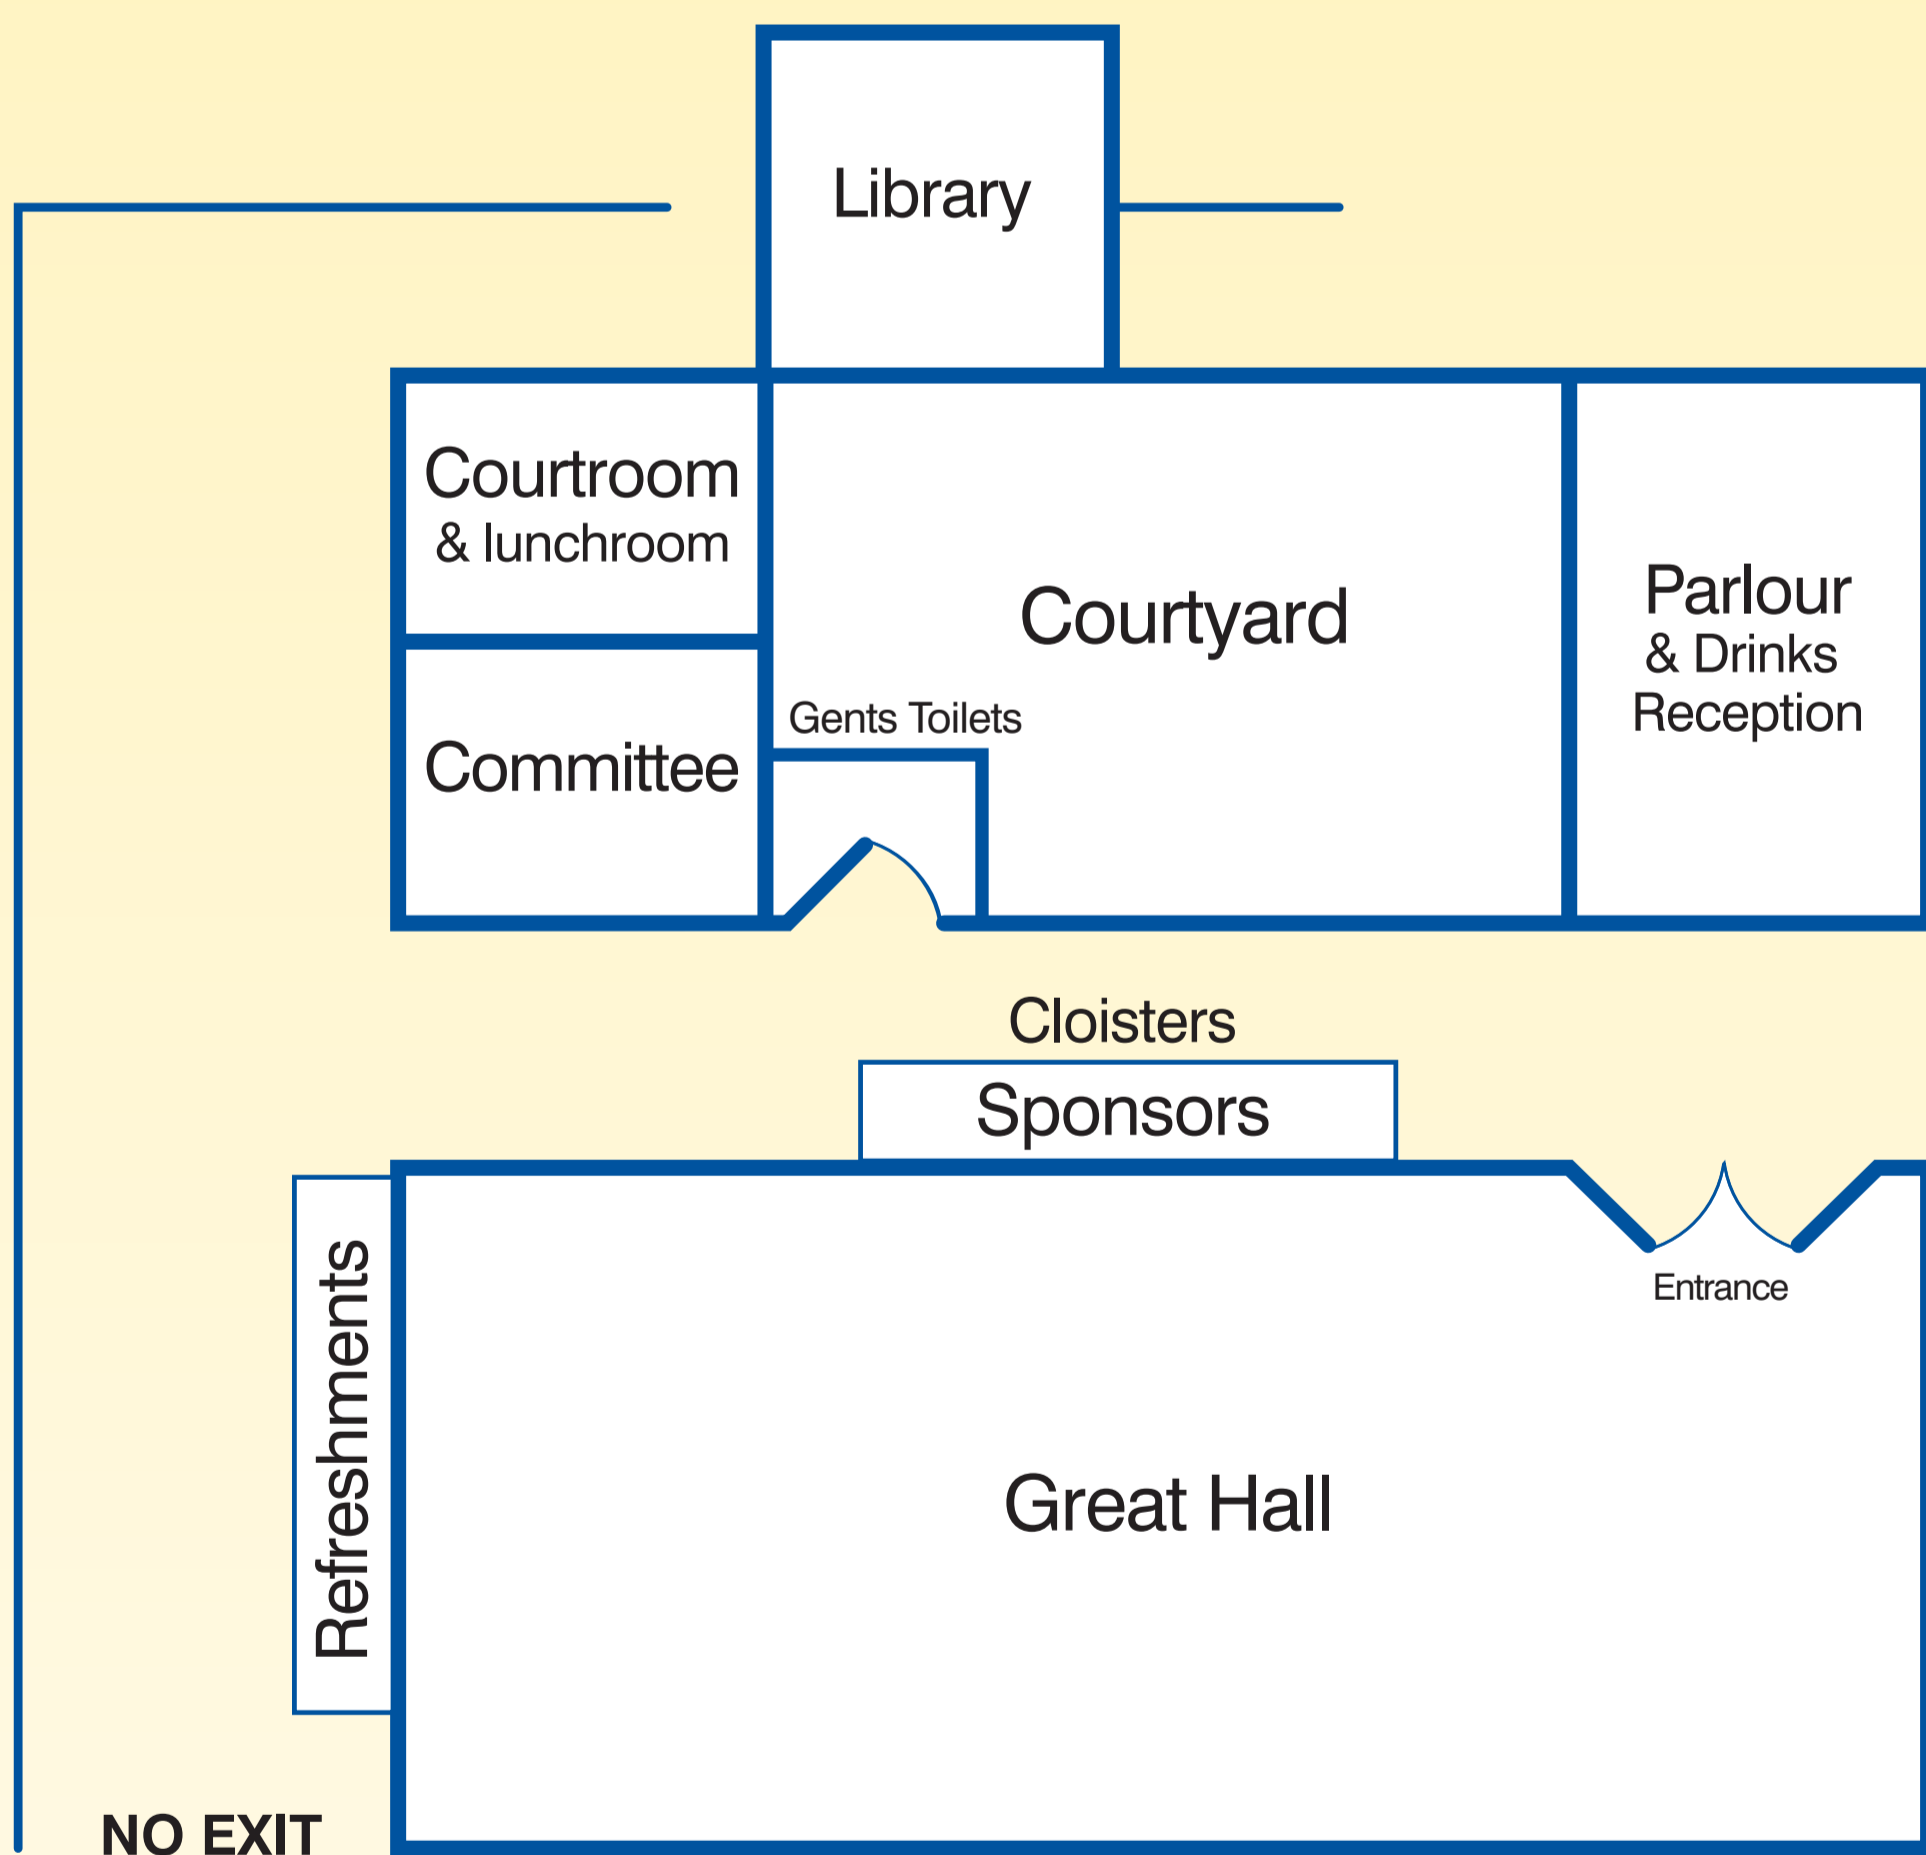 Library
Courtroom
& lunchroom
Courtyard
Parlour
& Drinks
Reception
Gents Toilets
Committee
Cloisters
Sponsors
Entrance
Refreshments
Great Hall
NO EXIT